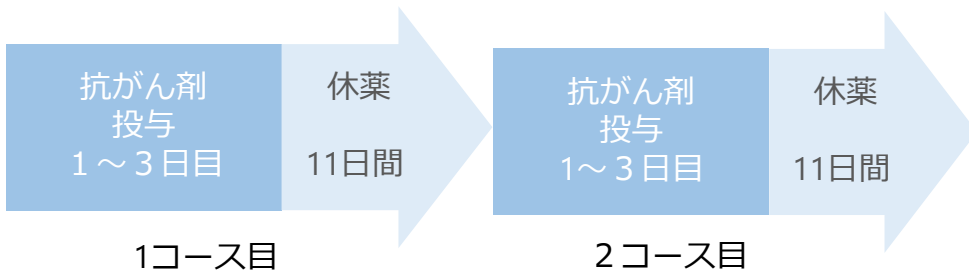 抗がん剤
投与
１～３日目
休薬
11日間
1コース目
抗がん剤
投与
1～３日目
休薬
11日間
２コース目